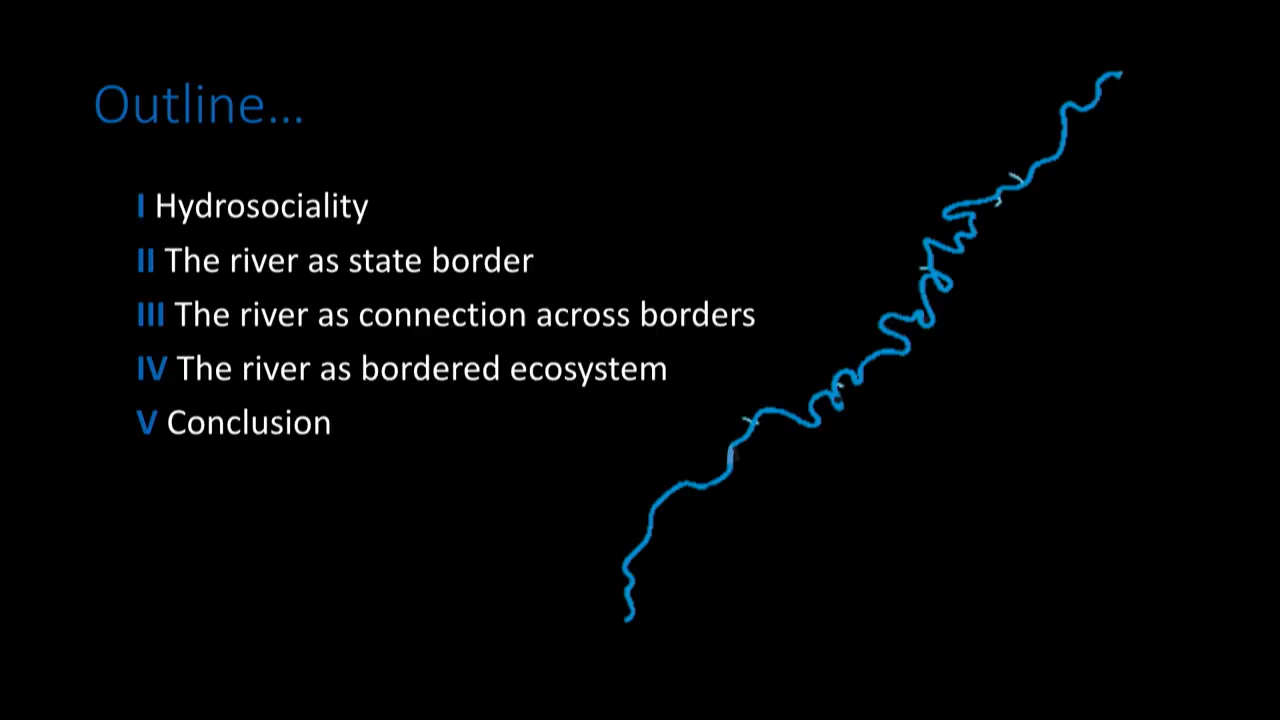 Outline...
I Hydrosociality
II The river as state border
III The river as connection across borders
IV The river as bordered ecosystem
V Conclusion